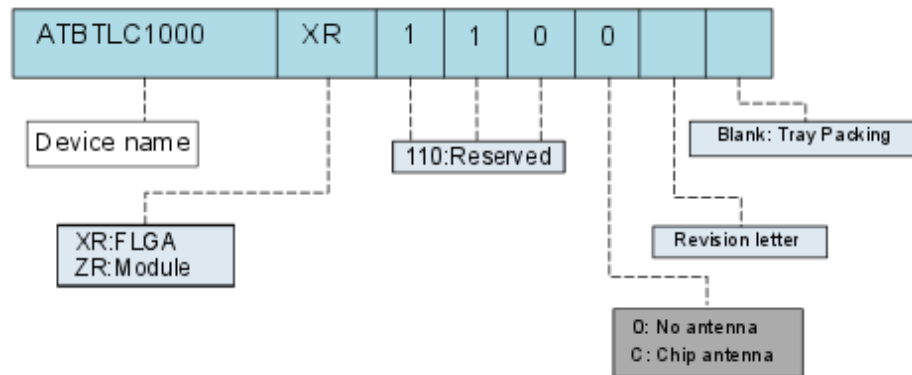 ATBTLC1000 XR 1 1 0 0
Device name
110:Reserved
Blank: Tray Packing
XR:FLGA
ZR:Module
Revision letter
0: No antenna
C: Chip antenna